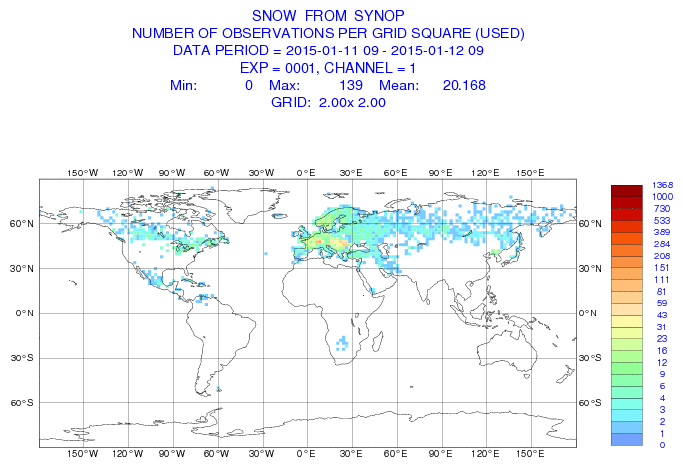 SNOW FROM SYNOP
NUMBER OF OBSERVATIONS PER GRID SQUARE (USED)
DATA PERIOD = 2015-01-11 09 - 2015-01-12 09
EXP = 0001, CHANNEL = 1
Min: 0 Max: 139 Mean: 20.168
GRID: 2.00x 2.00
150°W 120°W 90°W 60°W 30°W 0°E 30°E 60°E 90°E 120°E 150°E
60°N 60°N
30°N 30°N
0°N 0°N
30°S 30°S
60°S 60°S
150°W 120°W 90°W 60°W 30°W 0°E 30°E 60°E 90°E 120°E 150°E
1368
1000
730
533
389
284
208
151
111
81
59
43
31
23
16
12
9
6
4
3
2
1
0